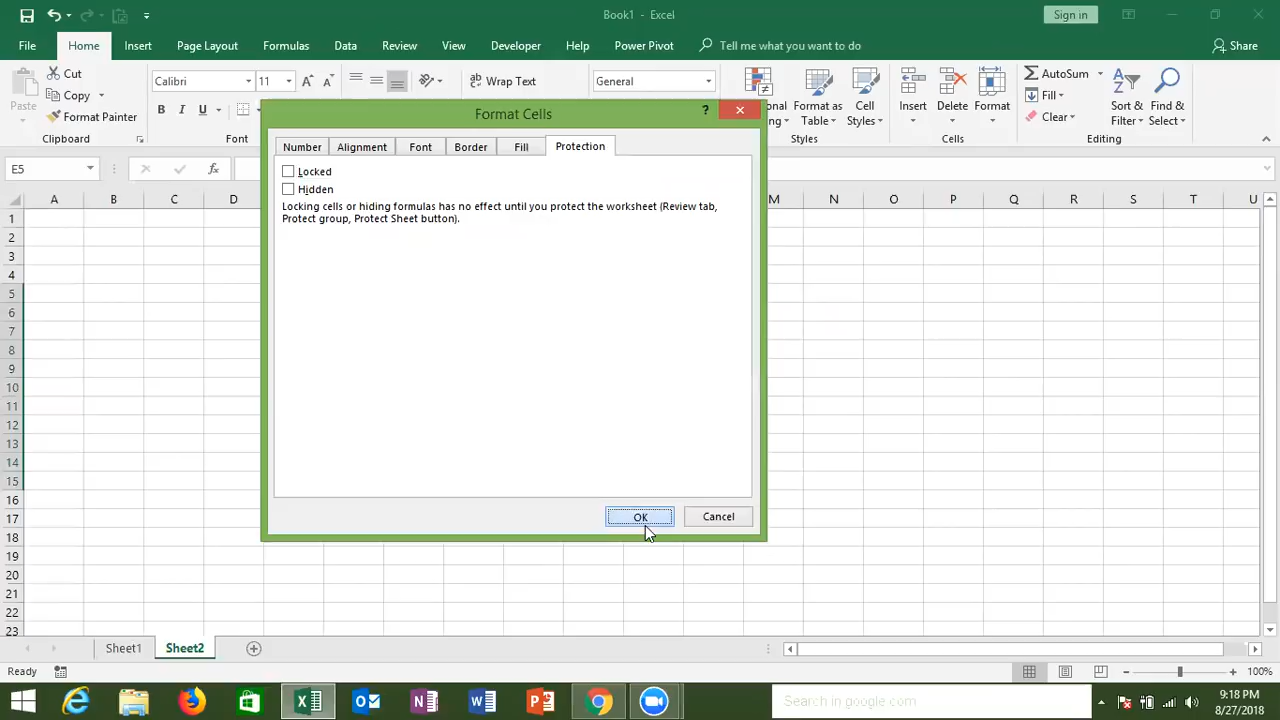 Book1 - Excel
Sign in
File Home Insert Page Layout Formulas Data Review View Developer Help Power Pivot Tell me what you want to do Share
Paste
Cut
Copy
Format Painter
Clipboard
Calibri 11
B I U
Font
Wrap Text
General
Format as Table
Cell Styles
Styles
Insert
Delete
Format
Cells
AutoSum
Fill
Clear
Sort & Filter
Find & Select
Editing
E5
fx
Format Cells
?
Number Alignment Font Border Fill Protection
Locked
Hidden
Locking cells or hiding formulas has no effect until you protect the worksheet (Review tab,
Protect group, Protect Sheet button).
OK Cancel
A B C D M N O P Q R S T U
1
2
3
4
5
6
7
8
9
10
11
12
13
14
15
16
17
18
19
20
21
22
23
Sheet1 Sheet2
Ready
100%
Search in google.com
9:18 PM
8/27/2018